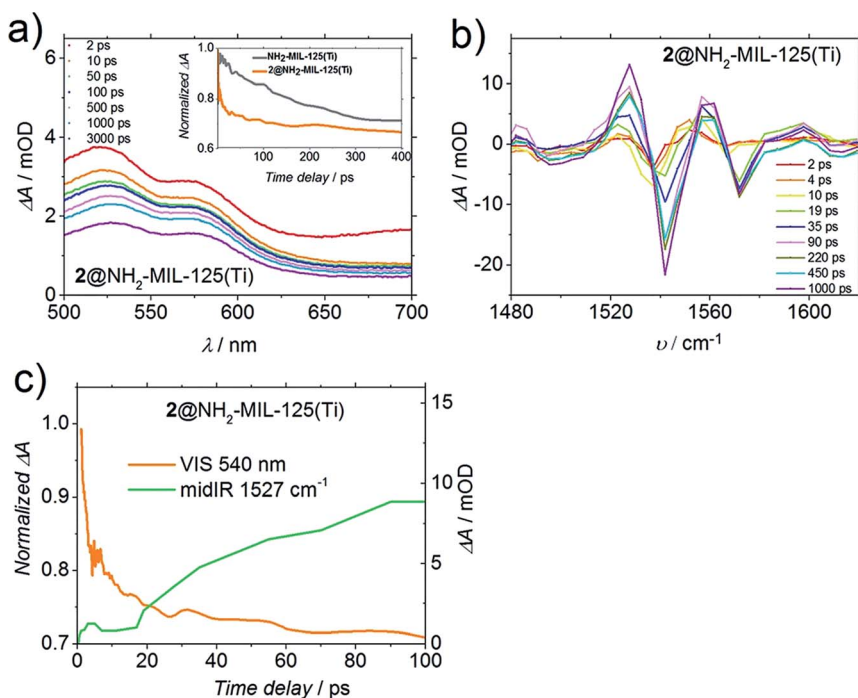 a)
ΔA / mOD
6
4
2
0
2 ps
10 ps
50 ps
100 ps
500 ps
1000 ps
3000 ps
Normalized ΔA
1.0
0.8
0.6
NH2-MIL-125(Ti)
2@NH2-MIL-125(Ti)
100 200 300 400
Time delay / ps
2@NH2-MIL-125(Ti)
500 550 600 650 700
λ / nm
b)
2@NH2-MIL-125(Ti)
ΔA / mOD
10
0
-10
-20
2 ps
4 ps
10 ps
19 ps
35 ps
90 ps
220 ps
450 ps
1000 ps
1480 1520 1560 1600
υ / cm-1
c)
2@NH2-MIL-125(Ti)
Normalized ΔA
1.0
0.9
0.8
0.7
VIS 540 nm
midIR 1527 cm-1
15
10
5
0
ΔA / mOD
0 20 40 60 80 100
Time delay / ps